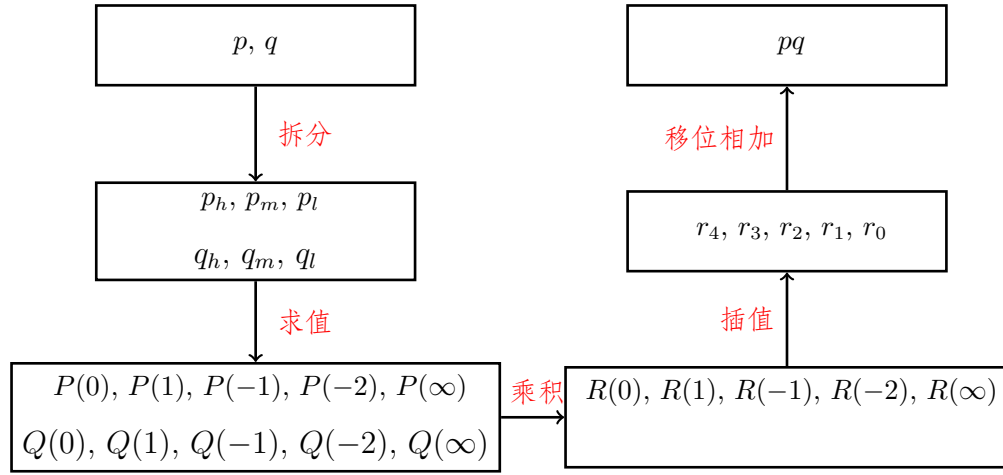 p, q
拆分
p_h, p_m, p_l
q_h, q_m, q_l
求值
P(0), P(1), P(−1), P(−2), P(∞)
Q(0), Q(1), Q(−1), Q(−2), Q(∞)
乘积
R(0), R(1), R(−1), R(−2), R(∞)
插值
r_4, r_3, r_2, r_1, r_0
移位相加
pq